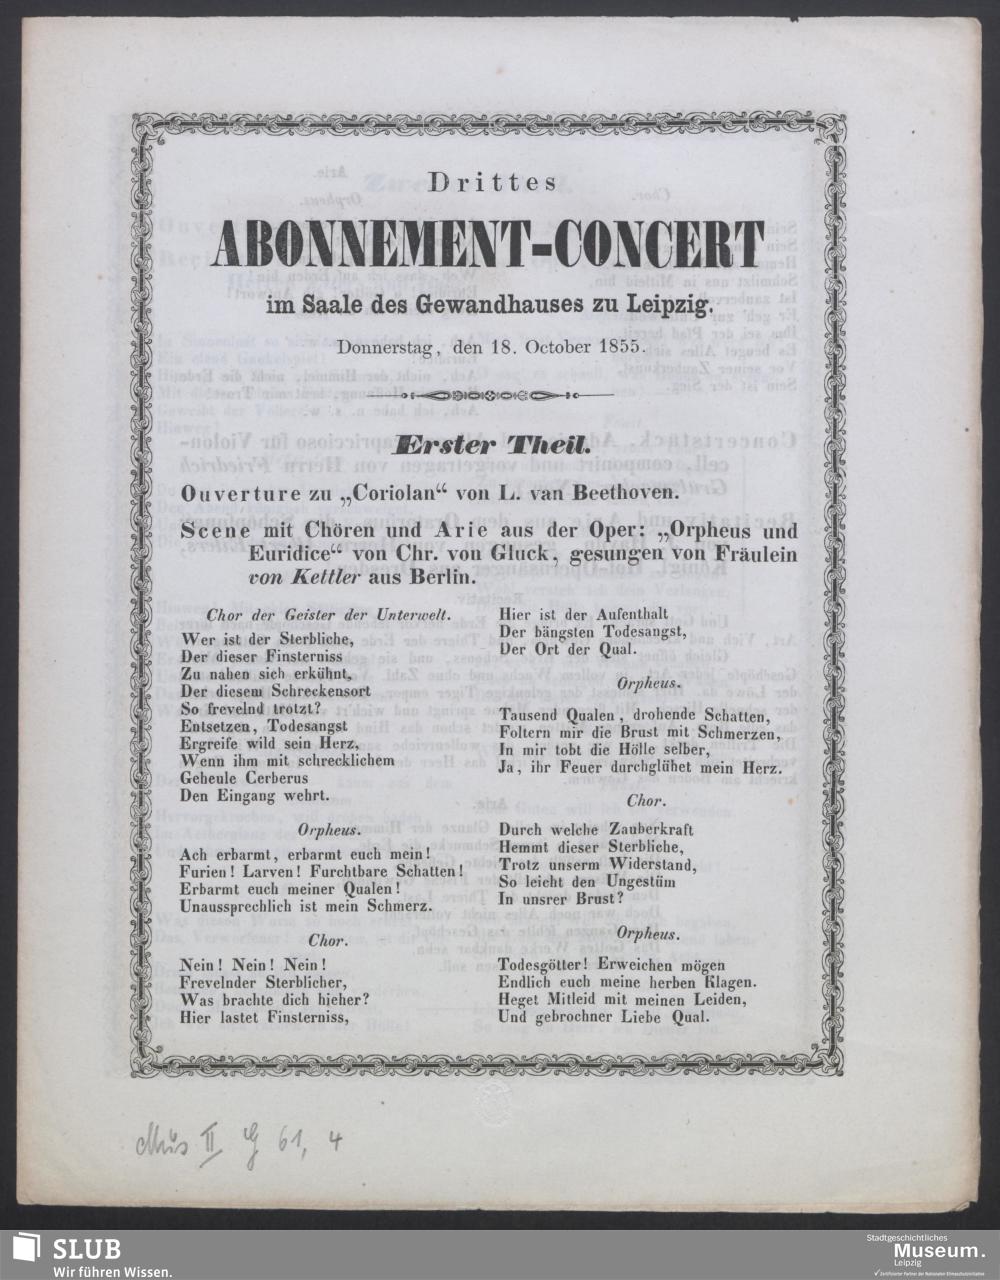 Drittes
ABONNEMENT-CONCERT
im Saale des Gewandhauses zu Leipzig.
Donnerstag, den 18. October 1855.
Erster Theil.
Ouverture zu „Coriolan“ von L. van Beethoven.
Scene mit Chören und Arie aus der Oper: „Orpheus und
Euridice“ von Chr. von Gluck, gesungen von Fräulein
von Kettler aus Berlin.
Chor der Geister der Unterwelt.
Wer ist der Sterbliche,
Der dieser Finsterniss
Zu nahen sich erkühnt,
Der diesem Schreckensort
So frevelnd trotzt?
Entsetzen, Todesangst
Ergreife wild sein Herz,
Wenn ihm mit schrecklichem
Geheule Cerberus
Den Eingang wehrt.
Orpheus.
Ach erbarmt, erbarmt euch mein!
Furien! Larven! Furchtbare Schatten!
Erbarmt euch meiner Qualen!
Unaussprechlich ist mein Schmerz.
Chor.
Nein! Nein! Nein!
Frevelnder Sterblicher,
Was brachte dich hieher?
Hier lastet Finsterniss,
Hier ist der Aufenthalt
Der bängsten Todesangst,
Der Ort der Qual.
Orpheus.
Tausend Qualen, drohende Schatten,
Foltern mir die Brust mit Schmerzen,
In mir tobt die Hölle selber,
Ja, ihr Feuer durchglühet mein Herz.
Chor.
Durch welche Zauberkraft
Hemmt dieser Sterbliche,
Trotz unserm Widerstand,
So leicht den Ungestüm
In unsrer Brust?
Orpheus.
Todesgötter! Erweichen mögen
Endlich euch meine herben Klagen.
Heget Mitleid mit meinen Leiden,
Und gebrochner Liebe Qual.
Mus II G 61, 4
SLUB
Wir führen Wissen.
Stadtgeschichtliches
Museum.
Leipzig
Zertifizierter Partner der Nationalen Klimaschutzinitiative